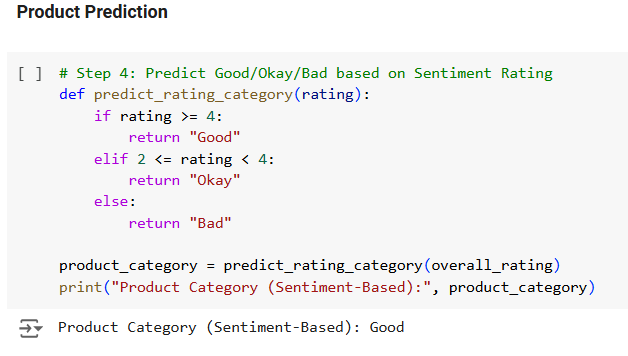 Product Prediction
[ ] # Step 4: Predict Good/Okay/Bad based on Sentiment Rating
def predict_rating_category(rating):
    if rating >= 4:
        return "Good"
    elif 2 <= rating < 4:
        return "Okay"
    else:
        return "Bad"
product_category = predict_rating_category(overall_rating)
print("Product Category (Sentiment-Based):", product_category)
Product Category (Sentiment-Based): Good